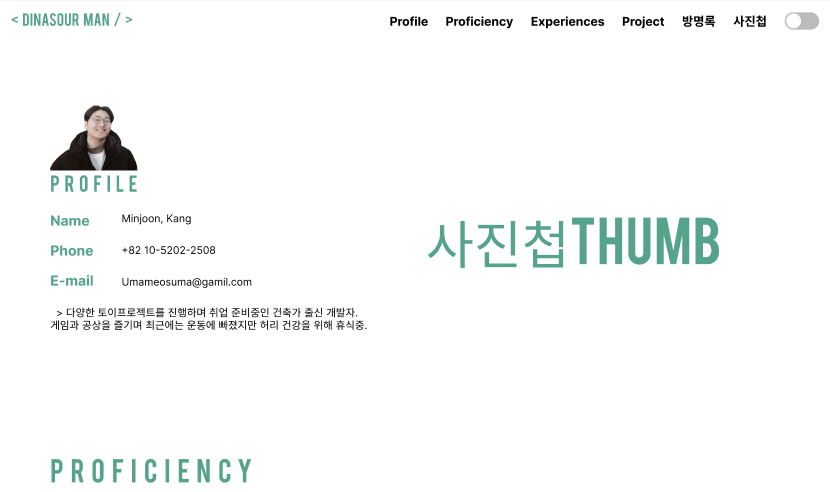 < DINASOUR MAN / >
Profile Proficiency Experiences Project 방명록 사진첩
PROFILE
Name Minjoon, Kang
Phone +82 10-5202-2508
E-mail Umameosuma@gamil.com
> 다양한 토이프로젝트를 진행하며 취업 준비중인 건축가 출신 개발자.
게임과 공상을 즐기며 최근에는 운동에 빠졌지만 허리 건강을 위해 휴식중.
사진첩THUMB
PROFICIENCY